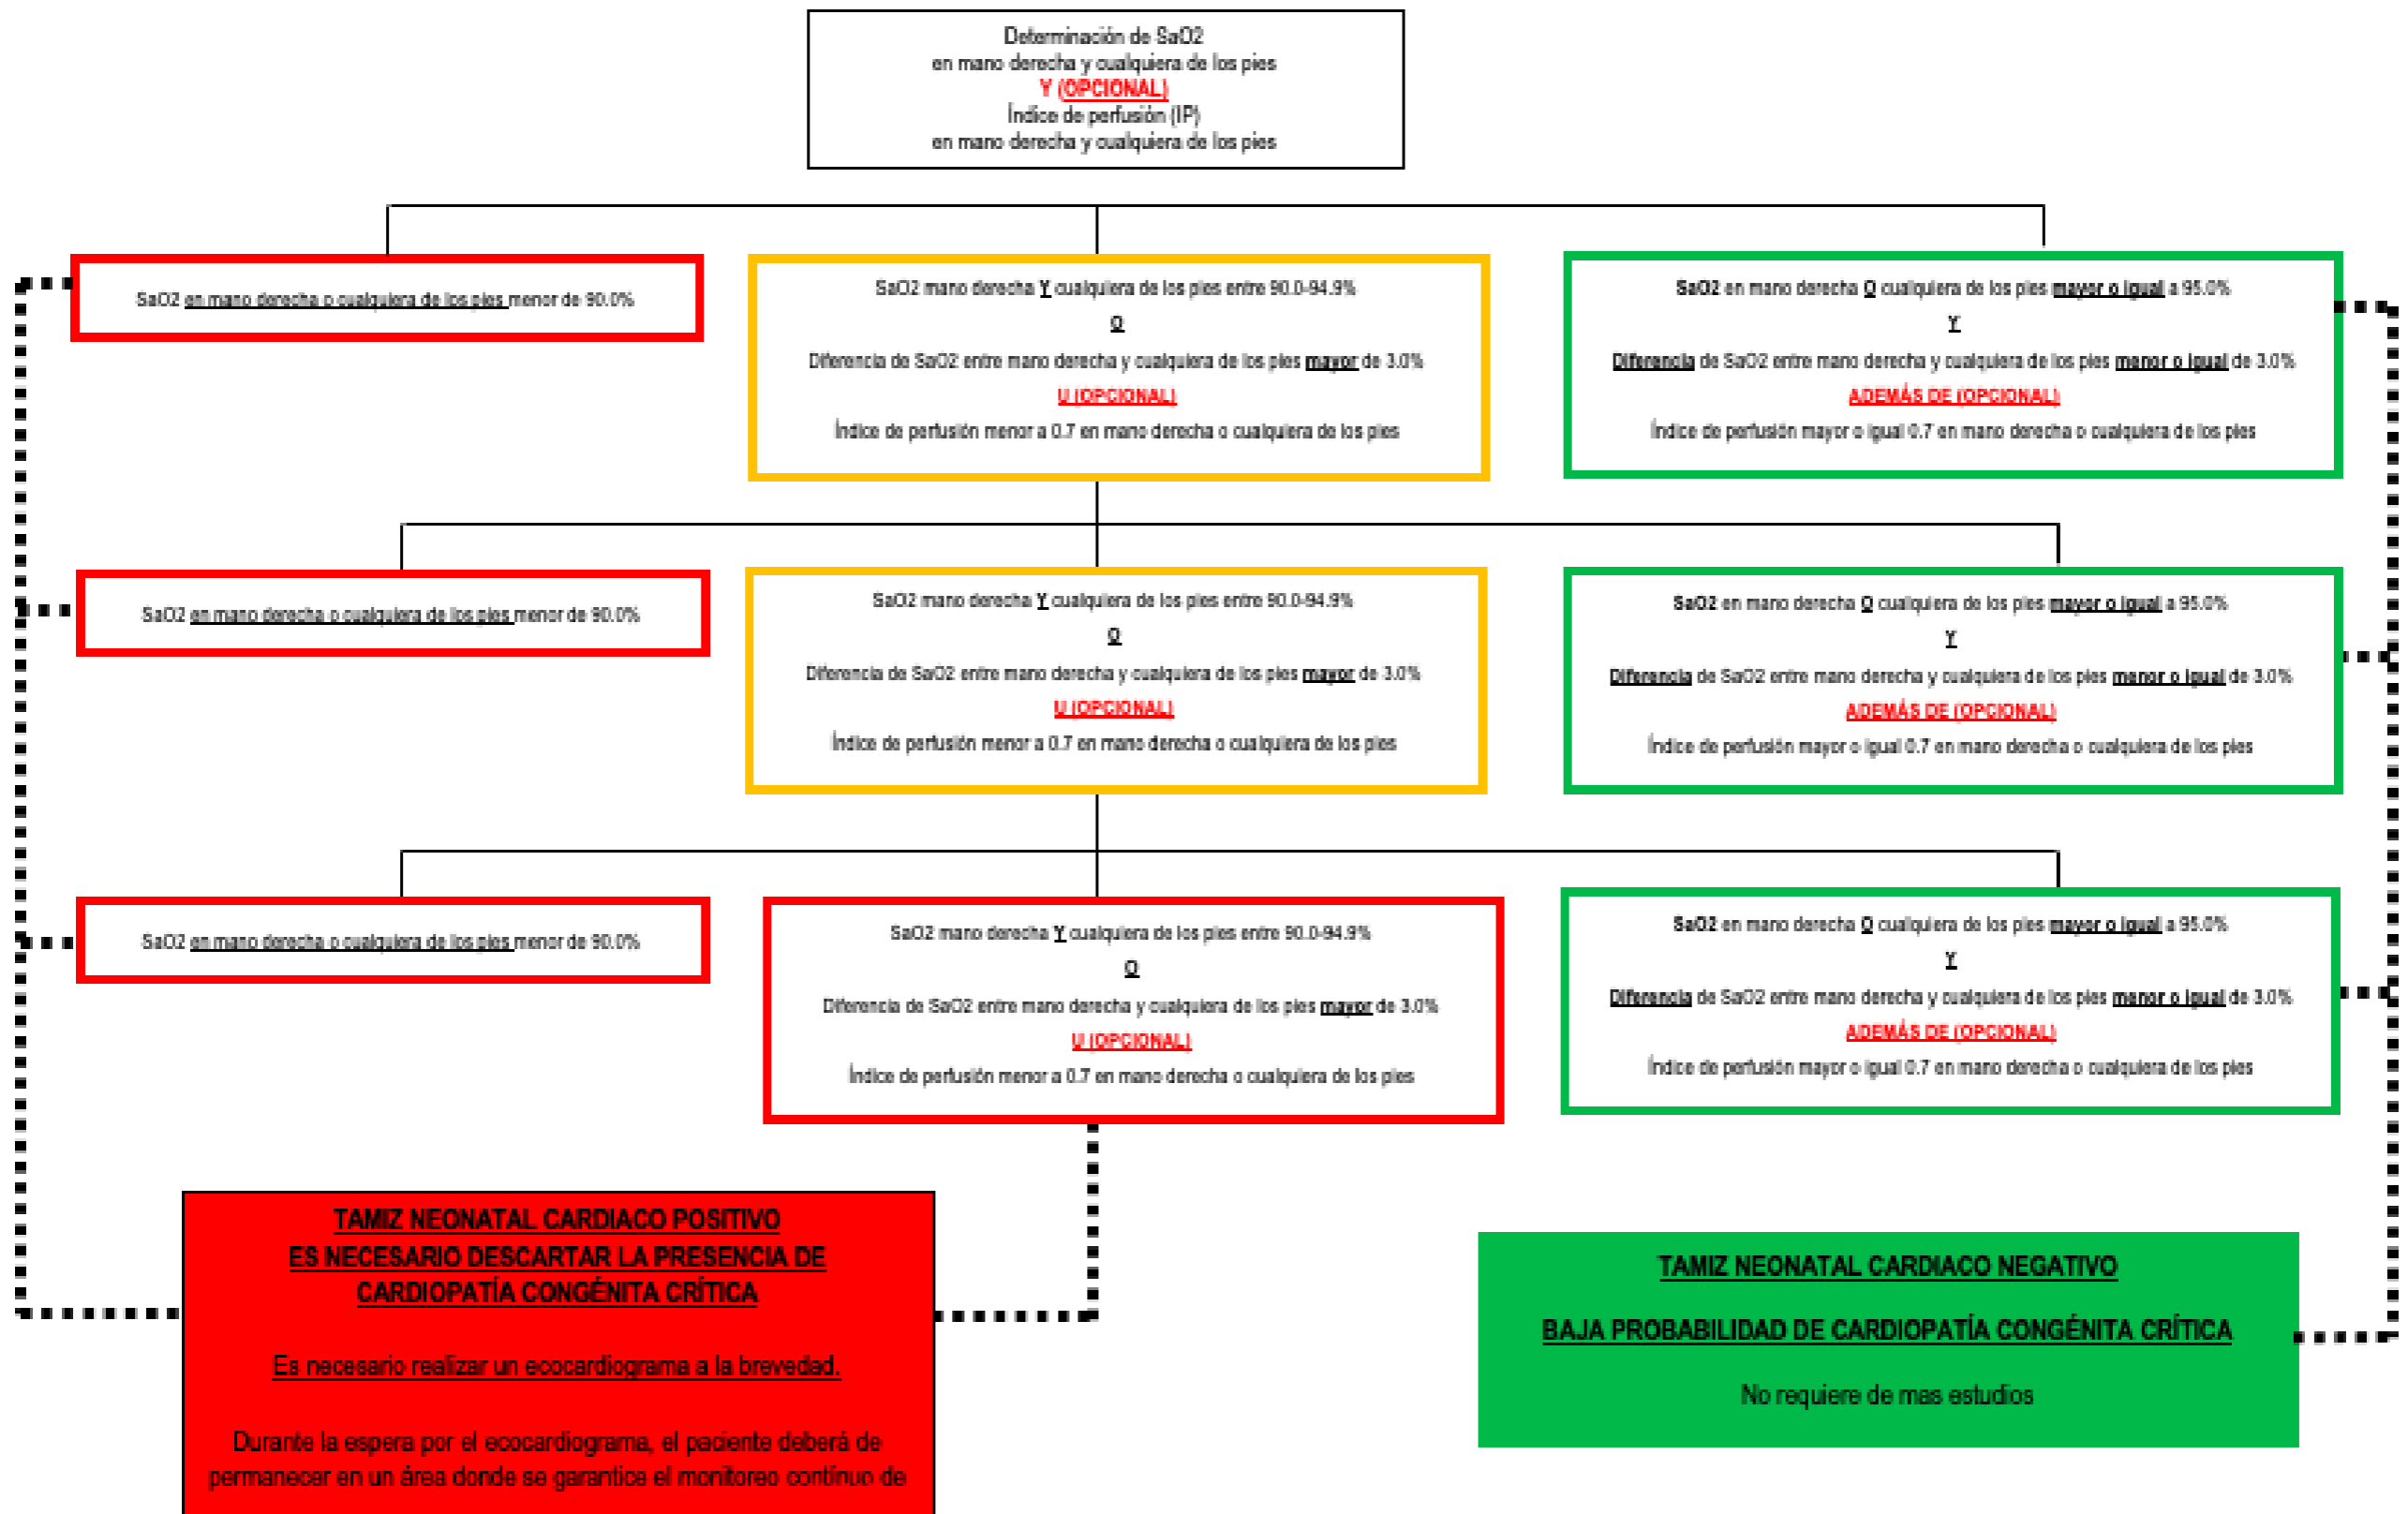 Determinación de SaO2
en mano derecha y cualquiera de los pies
Y (OPCIONAL)
Índice de perfusión (IP)
en mano derecha y cualquiera de los pies
SaO2 en mano derecha o cualquiera de los pies menor de 90.0%
SaO2 mano derecha Y cualquiera de los pies entre 90.0-94.9%
O
Diferencia de SaO2 entre mano derecha y cualquiera de los pies mayor de 3.0%
U (OPCIONAL)
Índice de perfusión menor a 0.7 en mano derecha o cualquiera de los pies
SaO2 en mano derecha O cualquiera de los pies mayor o igual a 95.0%
Y
Diferencia de SaO2 entre mano derecha y cualquiera de los pies menor o igual de 3.0%
ADEMÁS DE (OPCIONAL)
Índice de perfusión mayor o igual 0.7 en mano derecha o cualquiera de los pies
SaO2 en mano derecha o cualquiera de los pies menor de 90.0%
SaO2 mano derecha Y cualquiera de los pies entre 90.0-94.9%
O
Diferencia de SaO2 entre mano derecha y cualquiera de los pies mayor de 3.0%
U (OPCIONAL)
Índice de perfusión menor a 0.7 en mano derecha o cualquiera de los pies
SaO2 en mano derecha O cualquiera de los pies mayor o igual a 95.0%
Y
Diferencia de SaO2 entre mano derecha y cualquiera de los pies menor o igual de 3.0%
ADEMÁS DE (OPCIONAL)
Índice de perfusión mayor o igual 0.7 en mano derecha o cualquiera de los pies
SaO2 en mano derecha o cualquiera de los pies menor de 90.0%
SaO2 mano derecha Y cualquiera de los pies entre 90.0-94.9%
O
Diferencia de SaO2 entre mano derecha y cualquiera de los pies mayor de 3.0%
U (OPCIONAL)
Índice de perfusión menor a 0.7 en mano derecha o cualquiera de los pies
SaO2 en mano derecha O cualquiera de los pies mayor o igual a 95.0%
Y
Diferencia de SaO2 entre mano derecha y cualquiera de los pies menor o igual de 3.0%
ADEMÁS DE (OPCIONAL)
Índice de perfusión mayor o igual 0.7 en mano derecha o cualquiera de los pies
TAMIZ NEONATAL CARDIACO POSITIVO
ES NECESARIO DESCARTAR LA PRESENCIA DE
CARDIOPATÍA CONGÉNITA CRÍTICA
Es necesario realizar un ecocardiograma a la brevedad.
Durante la espera por el ecocardiograma, el paciente deberá de
permanecer en un área donde se garantice el monitoreo continuo de
TAMIZ NEONATAL CARDIACO NEGATIVO
BAJA PROBABILIDAD DE CARDIOPATÍA CONGÉNITA CRÍTICA
No requiere de mas estudios